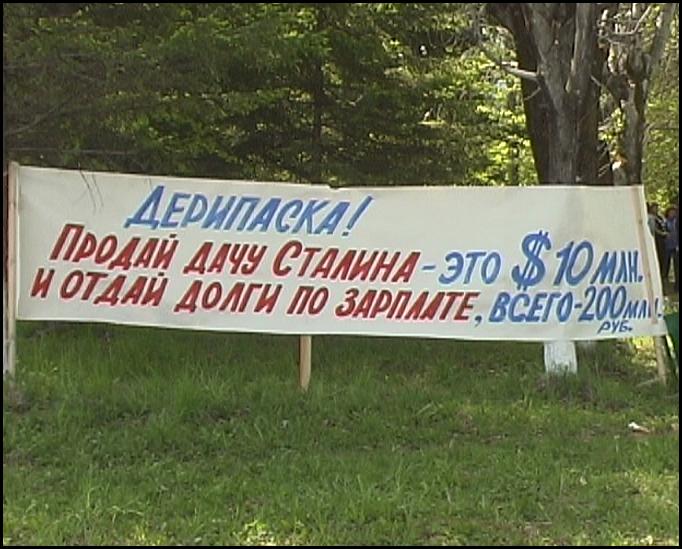 ДЕРИПАСКА!
ПРОДАЙ ДАЧУ СТАЛИНА - ЭТО $ 10 МЛН.
И ОТДАЙ ДОЛГИ ПО ЗАРПЛАТЕ, ВСЕГО - 200 МЛН!
РУБ.